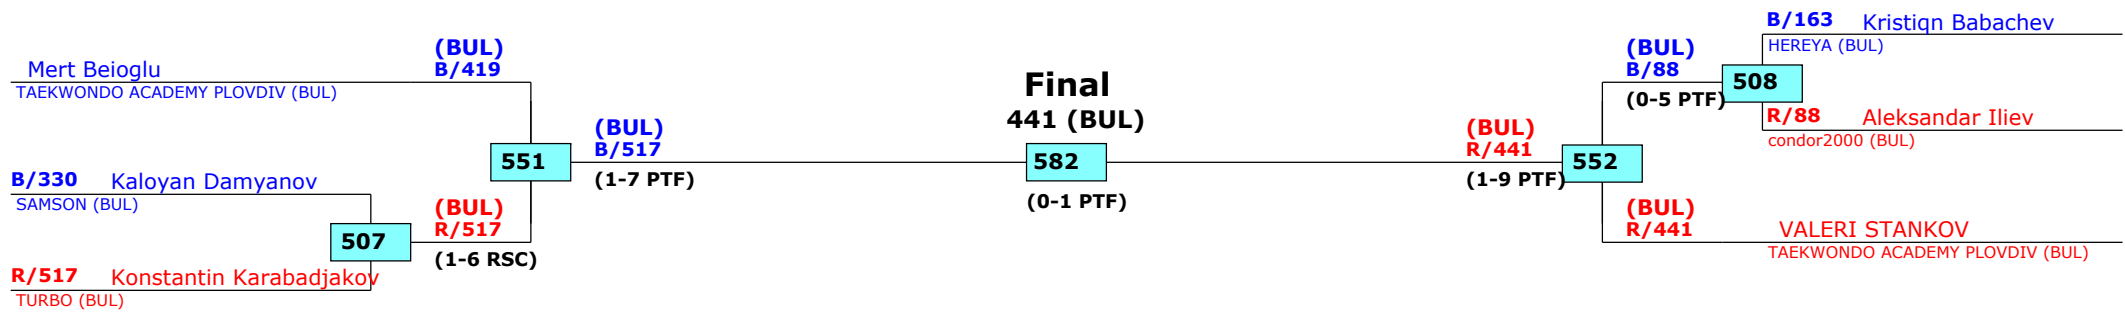 Mert Beioglu
TAEKWONDO ACADEMY PLOVDIV (BUL)
(BUL)
B/419
B/330 Kaloyan Damyanov
SAMSON (BUL)
507
R/517 Konstantin Karabadjakov
TURBO (BUL)
(BUL)
R/517
(1-6 RSC)
551
(BUL)
B/517
(1-7 PTF)
Final
441 (BUL)
582
(0-1 PTF)
(BUL)
R/441
(1-9 PTF)
552
(BUL)
B/88
(0-5 PTF)
508
B/163 Kristiqn Babachev
HEREYA (BUL)
R/88 Aleksandar Iliev
condor2000 (BUL)
(BUL)
R/441
VALERI STANKOV
TAEKWONDO ACADEMY PLOVDIV (BUL)